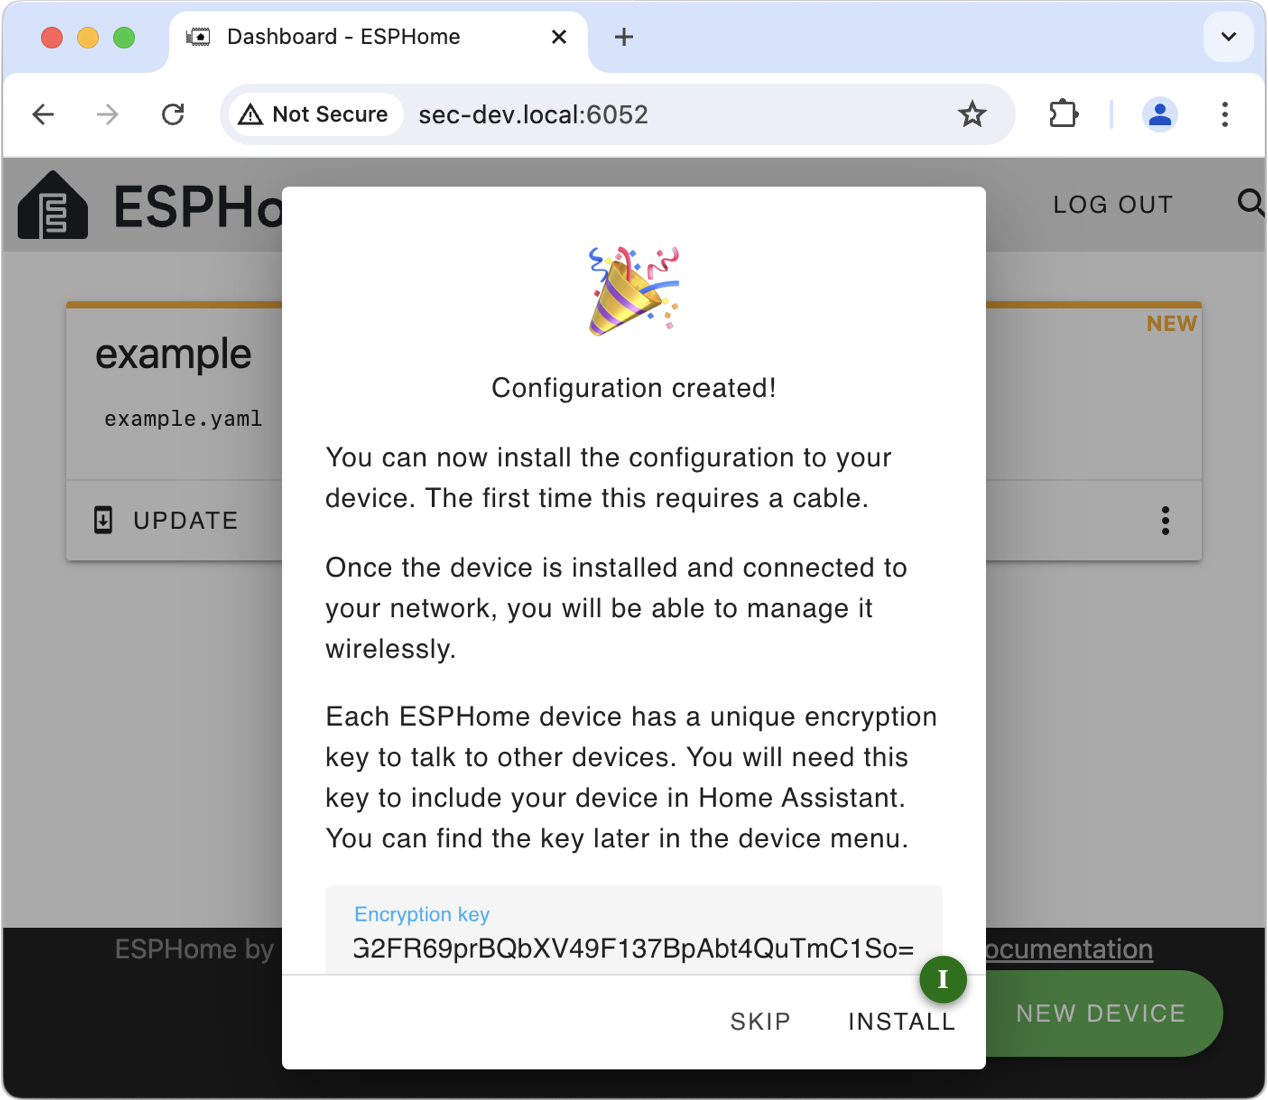 Dashboard - ESPHome
Not Secure sec-dev.local:6052
ESPHo
LOG OUT
NEW
example
example.yaml
UPDATE
Configuration created!
You can now install the configuration to your
device. The first time this requires a cable.
Once the device is installed and connected to
your network, you will be able to manage it
wirelessly.
Each ESPHome device has a unique encryption
key to talk to other devices. You will need this
key to include your device in Home Assistant.
You can find the key later in the device menu.
Encryption key
G2FR69prBQbXV49F137BpAbt4QuTmC1So=
I
SKIP INSTALL
ESPHome by
ocumentation
NEW DEVICE